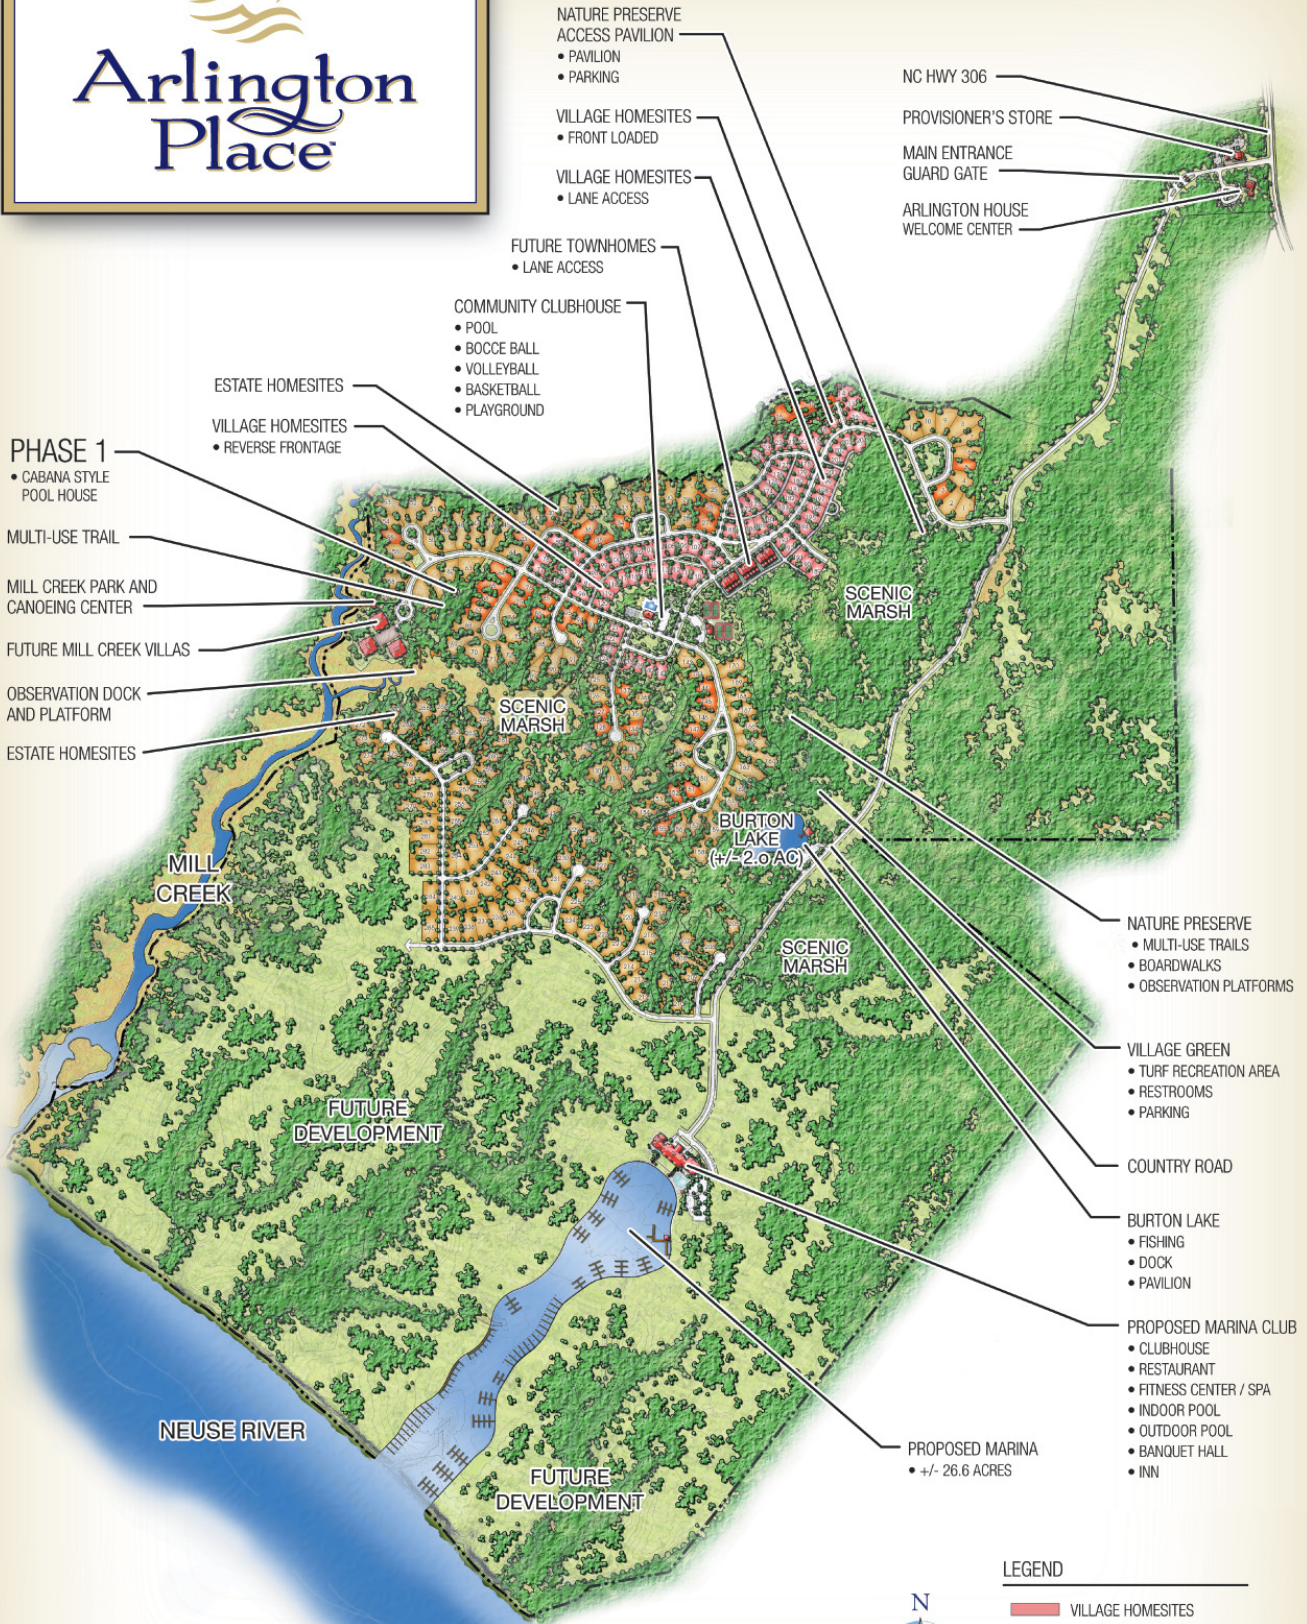 Arlington
Place
NATURE PRESERVE
ACCESS PAVILION
• PAVILION
• PARKING
VILLAGE HOMESITES
• FRONT LOADED
VILLAGE HOMESITES
• LANE ACCESS
FUTURE TOWNHOMES
• LANE ACCESS
COMMUNITY CLUBHOUSE
• POOL
• BOCCE BALL
• VOLLEYBALL
• BASKETBALL
• PLAYGROUND
NC HWY 306
PROVISIONER'S STORE
MAIN ENTRANCE
GUARD GATE
ARLINGTON HOUSE
WELCOME CENTER
ESTATE HOMESITES
VILLAGE HOMESITES
• REVERSE FRONTAGE
PHASE 1
• CABANA STYLE
POOL HOUSE
MULTI-USE TRAIL
MILL CREEK PARK AND
CANOEING CENTER
FUTURE MILL CREEK VILLAS
OBSERVATION DOCK
AND PLATFORM
ESTATE HOMESITES
SCENIC
MARSH
SCENIC
MARSH
BURTON
LAKE
(+/- 2.0 AC)
MILL
CREEK
SCENIC
MARSH
NATURE PRESERVE
• MULTI-USE TRAILS
• BOARDWALKS
• OBSERVATION PLATFORMS
VILLAGE GREEN
• TURF RECREATION AREA
• RESTROOMS
• PARKING
COUNTRY ROAD
BURTON LAKE
• FISHING
• DOCK
• PAVILION
PROPOSED MARINA CLUB
• CLUBHOUSE
• RESTAURANT
• FITNESS CENTER / SPA
• INDOOR POOL
• OUTDOOR POOL
• BANQUET HALL
• INN
FUTURE
DEVELOPMENT
NEUSE RIVER
PROPOSED MARINA
• +/- 26.6 ACRES
FUTURE
DEVELOPMENT
LEGEND
N
VILLAGE HOMESITES